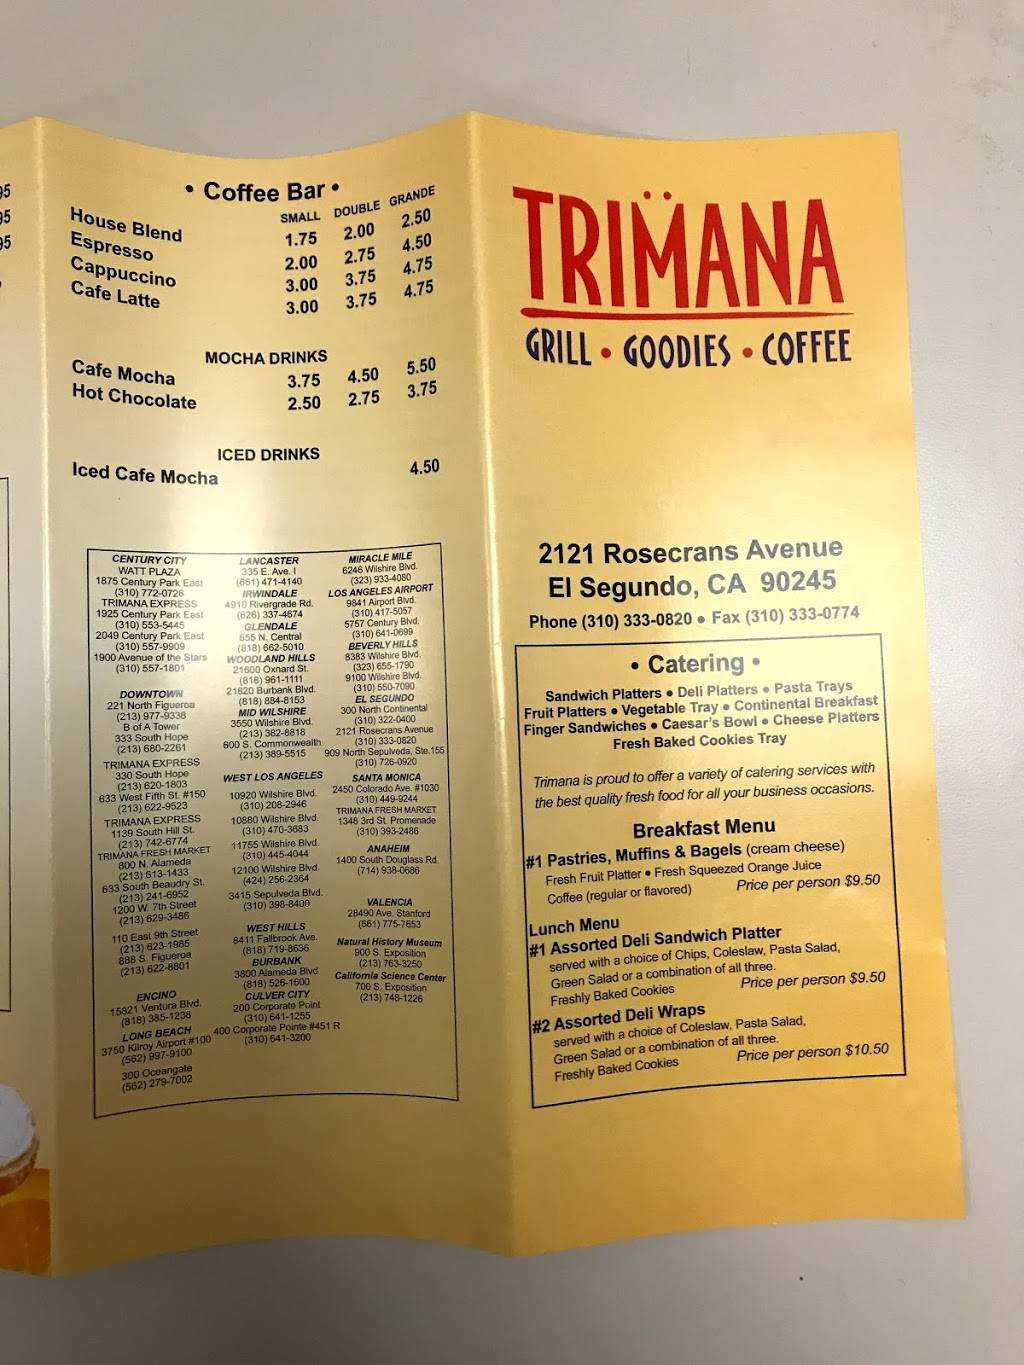 95
95
95
• Coffee Bar •
SMALL DOUBLE GRANDE
House Blend 1.75 2.00 2.50
Espresso 2.00 2.75 4.50
Cappuccino 3.00 3.75 4.75
Cafe Latte 3.00 3.75 4.75
MOCHA DRINKS
Cafe Mocha 3.75 4.50 5.50
Hot Chocolate 2.50 2.75 3.75
ICED DRINKS
Iced Cafe Mocha 4.50
CENTURY CITY
WATT PLAZA
1875 Century Park East
(310) 772-0726
TRIMANA EXPRESS
1925 Century Park East
(310) 553-5445
2049 Century Park East
(310) 557-9909
1900 Avenue of the Stars
(310) 557-1801
DOWNTOWN
221 North Figueroa
(213) 977-9338
B of A Tower
333 South Hope
(213) 680-2261
TRIMANA EXPRESS
330 South Hope
(213) 620-1803
633 West Fifth St. #150
(213) 622-9523
TRIMANA EXPRESS
1139 South Hill St.
(213) 742-6774
TRIMANA FRESH MARKET
800 N. Alameda
(213) 613-1433
633 South Beaudry St.
(213) 241-6952
1200 W. 7th Street
(213) 629-3486
110 East 9th Street
(213) 623-1985
888 S. Figueroa
(213) 622-8801
ENCINO
15821 Ventura Blvd.
(818) 385-1238
LONG BEACH
3750 Kilroy Airport #100
(562) 997-9100
300 Oceangate
(562) 279-7002
LANCASTER
335 E. Ave. I
(661) 471-4140
IRWINDALE
4910 Rivergrade Rd.
(626) 337-4674
GLENDALE
655 N. Central
(818) 662-5010
WOODLAND HILLS
21600 Oxnard St.
(818) 961-1111
21820 Burbank Blvd.
(818) 884-8153
MID WILSHIRE
3550 Wilshire Blvd.
(213) 382-8818
600 S. Commonwealth
(213) 389-5515
WEST LOS ANGELES
10920 Wilshire Blvd.
(310) 208-2946
10880 Wilshire Blvd.
(310) 470-3683
11755 Wilshire Blvd.
(310) 445-4044
12100 Wilshire Blvd.
(424) 256-2364
3415 Sepulveda Blvd.
(310) 398-8400
WEST HILLS
8411 Fallbrook Ave.
(818) 719-8636
BURBANK
3800 Alameda Blvd
(818) 526-1600
CULVER CITY
200 Corporate Point
(310) 641-1255
400 Corporate Pointe #451 R
(310) 641-3200
MIRACLE MILE
6246 Wilshire Blvd.
(323) 933-4080
LOS ANGELES AIRPORT
9841 Airport Blvd.
(310) 417-5057
5757 Century Blvd.
(310) 641-0699
BEVERLY HILLS
8383 Wilshire Blvd.
(323) 655-1790
9100 Wilshire Blvd.
(310) 550-7090
EL SEGUNDO
300 North Continental
(310) 322-0400
2121 Rosecrans Avenue
(310) 333-0820
909 North Sepulveda, Ste.155
(310) 726-0920
SANTA MONICA
2450 Colorado Ave. #1030
(310) 449-9244
TRIMANA FRESH MARKET
1348 3rd St. Promenade
(310) 393-2486
ANAHEIM
1400 South Douglass Rd.
(714) 938-0686
VALENCIA
28490 Ave. Stanford
(661) 775-7653
Natural History Museum
900 S. Exposition
(213) 763-3250
California Science Center
700 S. Exposition
(213) 748-1226
TRIMANA
GRILL • GOODIES • COFFEE
2121 Rosecrans Avenue
El Segundo, CA 90245
Phone (310) 333-0820 • Fax (310) 333-0774
• Catering •
Sandwich Platters • Deli Platters • Pasta Trays
Fruit Platters • Vegetable Tray • Continental Breakfast
Finger Sandwiches • Caesar's Bowl • Cheese Platters
Fresh Baked Cookies Tray
Trimana is proud to offer a variety of catering services with
the best quality fresh food for all your business occasions.
Breakfast Menu
#1 Pastries, Muffins & Bagels (cream cheese)
Fresh Fruit Platter • Fresh Squeezed Orange Juice
Coffee (regular or flavored) Price per person $9.50
Lunch Menu
#1 Assorted Deli Sandwich Platter
served with a choice of Chips, Coleslaw, Pasta Salad,
Green Salad or a combination of all three.
Freshly Baked Cookies Price per person $9.50
#2 Assorted Deli Wraps
served with a choice of Coleslaw, Pasta Salad,
Green Salad or a combination of all three.
Freshly Baked Cookies Price per person $10.50